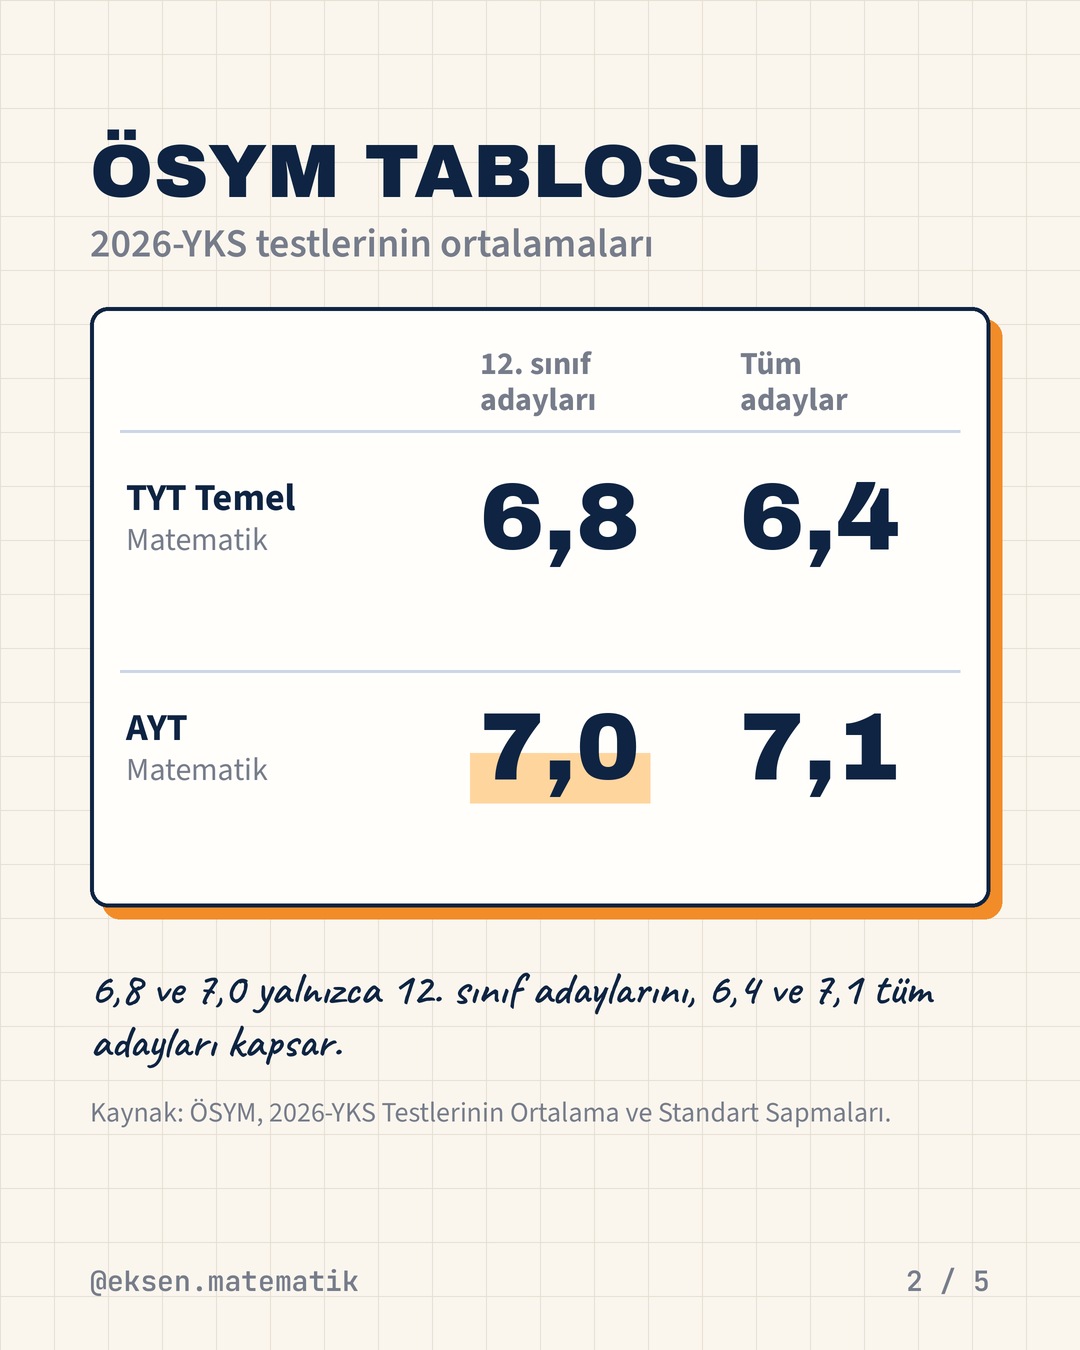 ÖSYM TABLOSU
2026-YKS testlerinin ortalamaları
12. sınıf
adayları
Tüm
adaylar
TYT Temel
Matematik
6,8
6,4
AYT
Matematik
7,0
7,1
6,8 ve 7,0 yalnızca 12. sınıf adaylarını, 6,4 ve 7,1 tüm
adayları kapsar.
Kaynak: ÖSYM, 2026-YKS Testlerinin Ortalama ve Standart Sapmaları.
@eksen.matematik
2 / 5